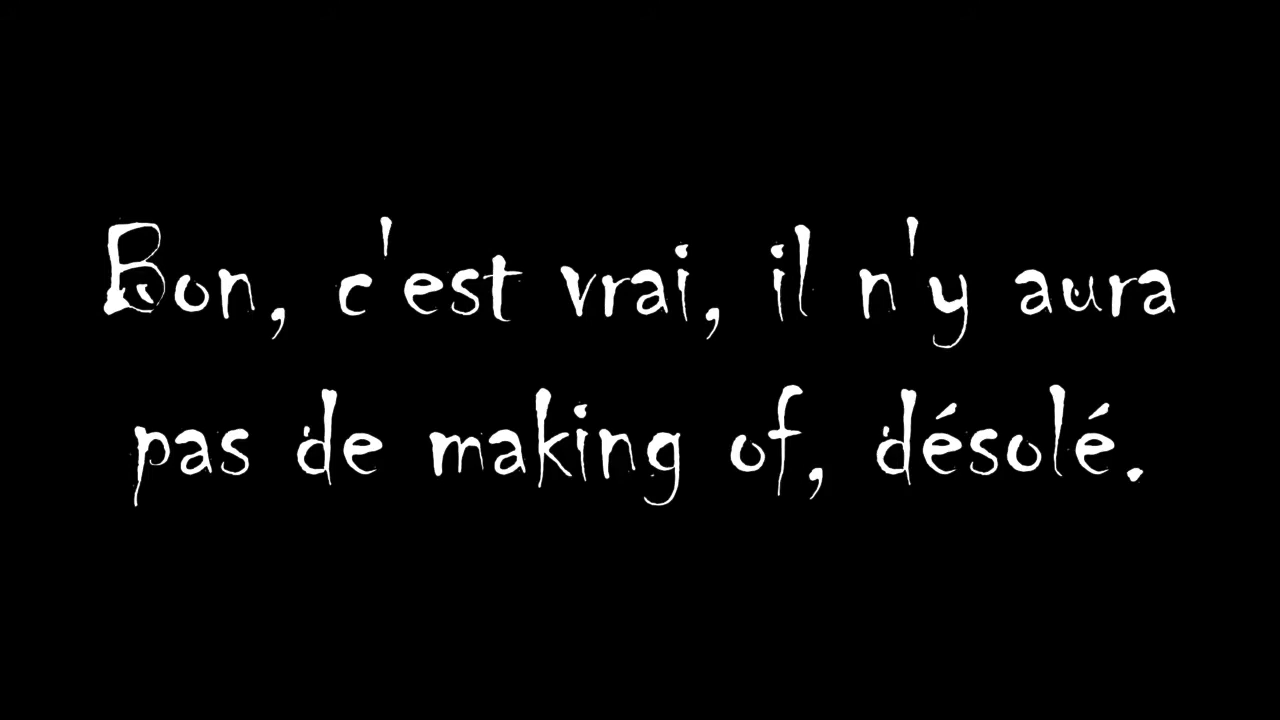 Bon, c'est vrai, il n'y aura
pas de making of, désolé.